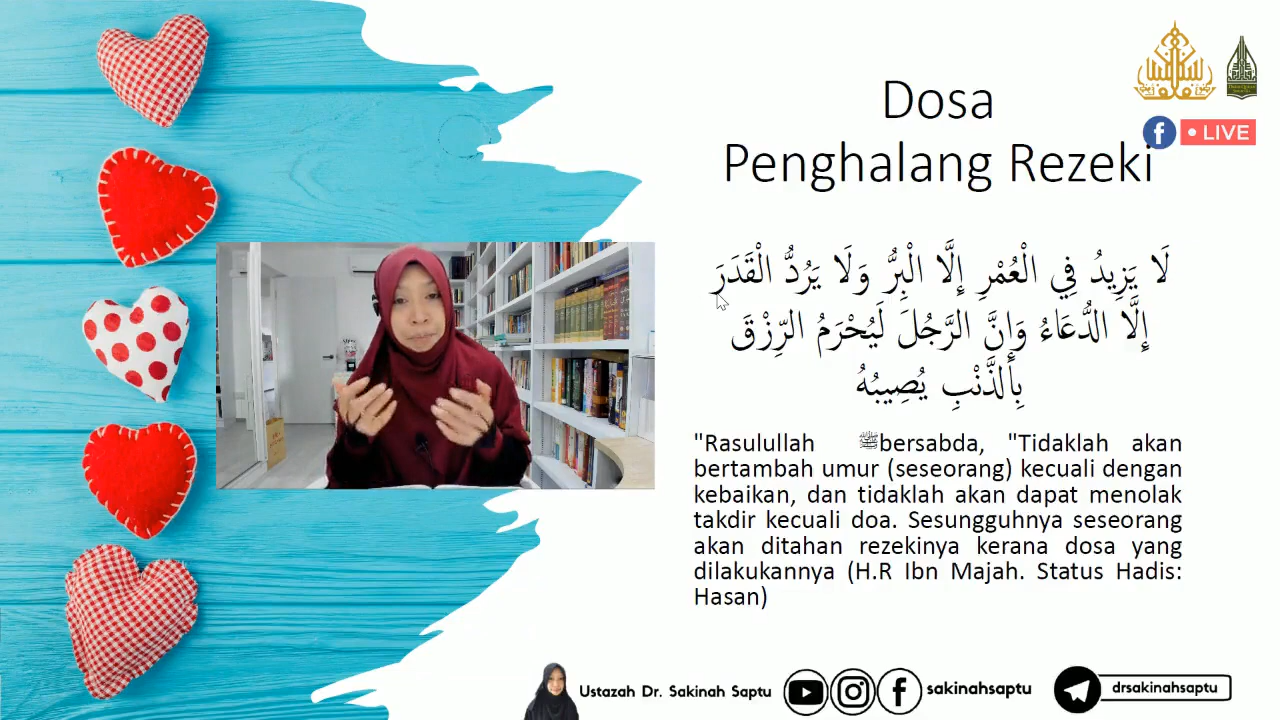 Dosa
Penghalang Rezeki
LIVE
لَا يَزِيدُ فِي الْعُمْرِ إِلَّا الْبِرُّ وَلَا يَرُدُّ الْقَدَرَ
إِلَّا الدُّعَاءُ وَإِنَّ الرَّجُلَ لَيُحْرَمُ الرِّزْقَ
بِالذَّنْبِ يُصِيبُهُ
"Rasulullah ﷺbersabda, "Tidaklah akan
bertambah umur (seseorang) kecuali dengan
kebaikan, dan tidaklah akan dapat menolak
takdir kecuali doa. Sesungguhnya seseorang
akan ditahan rezekinya kerana dosa yang
dilakukannya (H.R Ibn Majah. Status Hadis:
Hasan)
Ustazah Dr. Sakinah Saptu
sakinahsaptu
drsakinahsaptu